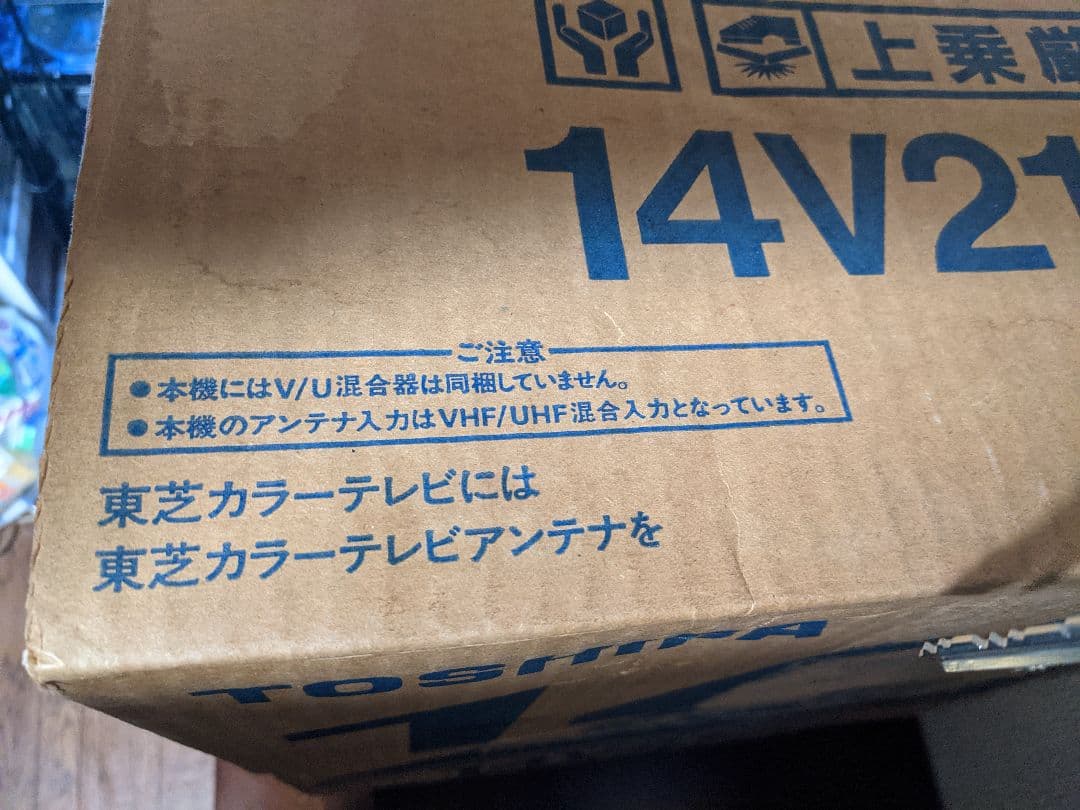 上乗厳
14V21
ご注意
●本機にはV/U混合器は同梱していません。
●本機のアンテナ入力はVHF/UHF混合入力となっています。
東芝カラーテレビには
東芝カラーテレビアンテナを
TOSHIBA